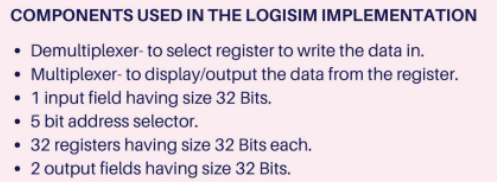 COMPONENTS USED IN THE LOGISIM IMPLEMENTATION
• Demultiplexer- to select register to write the data in.
• Multiplexer- to display/output the data from the register.
• 1 input field having size 32 Bits.
• 5 bit address selector.
• 32 registers having size 32 Bits each.
• 2 output fields having size 32 Bits.